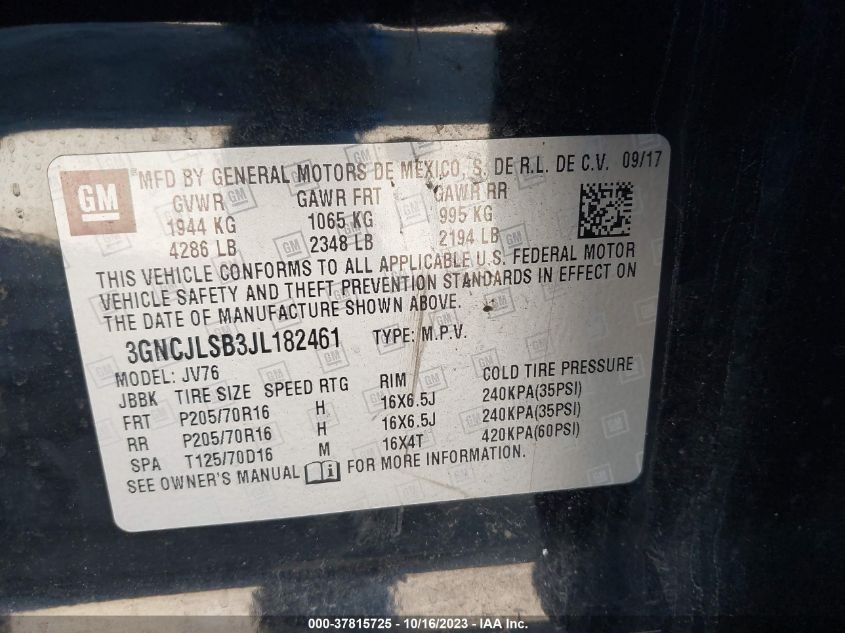 GM MFD BY GENERAL MOTORS DE MEXICO, S. DE R.L. DE C.V. 09/17
GVWR GAWR FRT GAWR RR
1944 KG 1065 KG 995 KG
4286 LB 2348 LB 2194 LB
THIS VEHICLE CONFORMS TO ALL APPLICABLE U.S. FEDERAL MOTOR
VEHICLE SAFETY AND THEFT PREVENTION STANDARDS IN EFFECT ON
THE DATE OF MANUFACTURE SHOWN ABOVE.
3GNCJLSB3JL182461 TYPE: M.P.V.
MODEL: JV76
JBBK TIRE SIZE SPEED RTG RIM COLD TIRE PRESSURE
FRT P205/70R16 H 16X6.5J 240KPA(35PSI)
RR P205/70R16 H 16X6.5J 240KPA(35PSI)
SPA T125/70D16 M 16X4T 420KPA(60PSI)
SEE OWNER'S MANUAL FOR MORE INFORMATION.
000-37815725 - 10/16/2023 - IAA Inc.